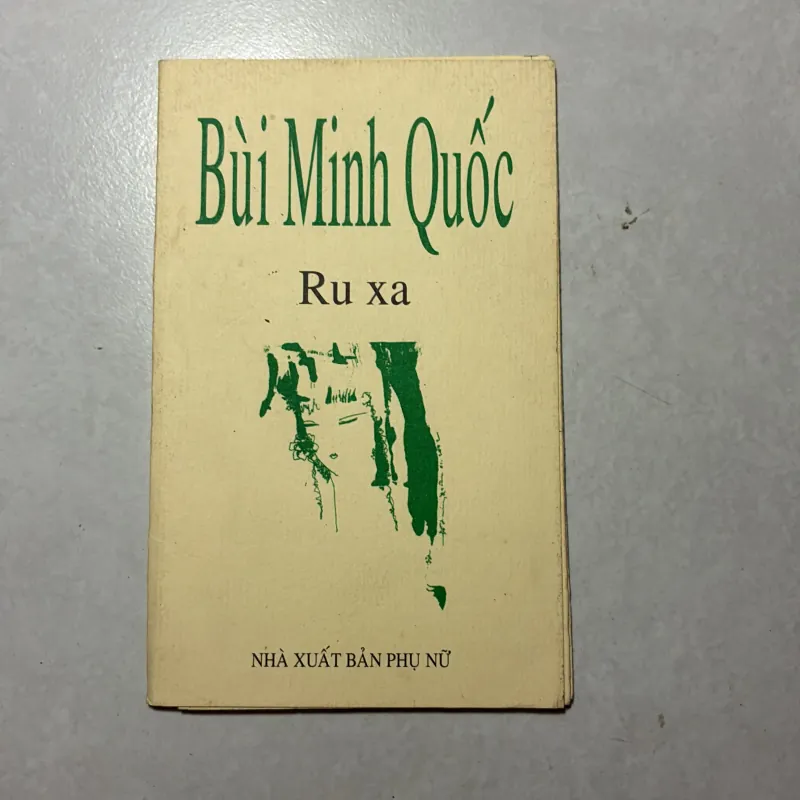 Bùi Minh Quốc
Ru xa
NHÀ XUẤT BẢN PHỤ NỮ